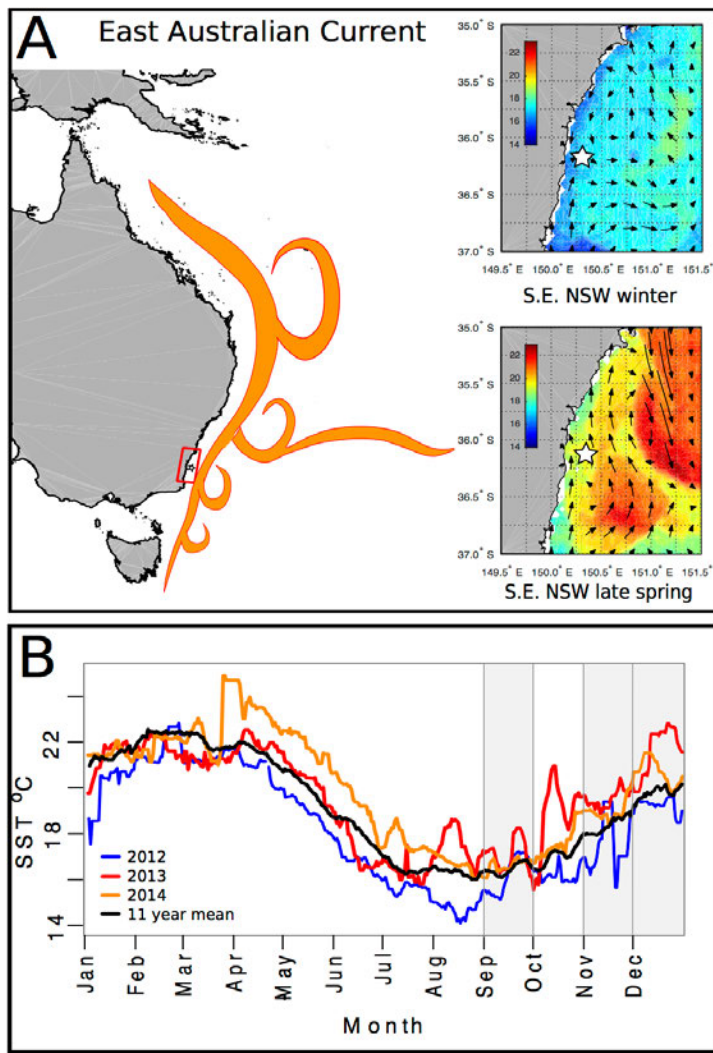 A
East Australian Current
35.0° S
35.5° S
36.0° S
36.5° S
37.0° S
22
20
18
16
14
149.5° E 150.0° E 150.5° E 151.0° E 151.5° E
S.E. NSW winter
35.0° S
35.5° S
36.0° S
36.5° S
37.0° S
22
20
18
16
14
149.5° E 150.0° E 150.5° E 151.0° E 151.5° E
S.E. NSW late spring
B
SST °C
22
18
14
2012
2013
2014
11 year mean
Jan Feb Mar Apr May Jun Jul Aug Sep Oct Nov Dec
Month